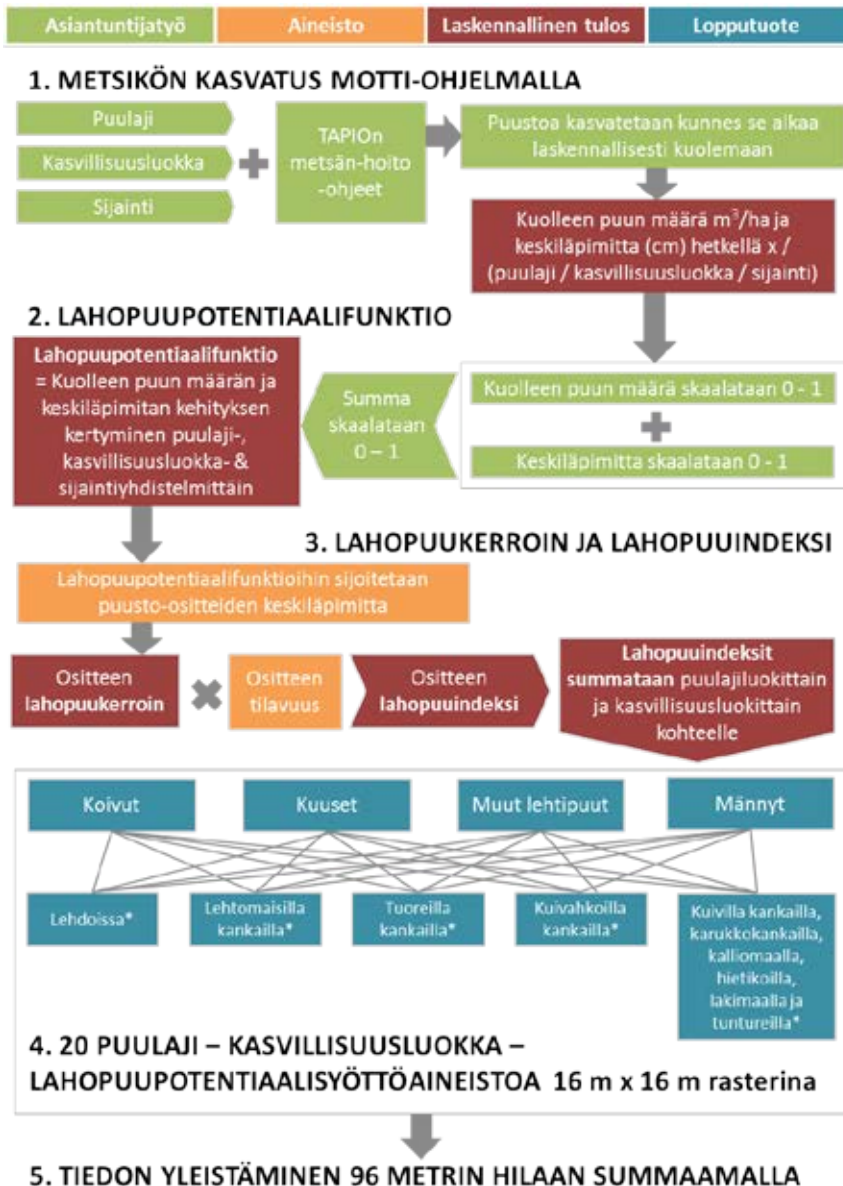 Asiantuntijatyö
Aineisto
Laskennallinen tulos
Lopputuote
1. METSIKÖN KASVATUS MOTTI-OHJELMALLA
Puulaji
Kasvillisuusluokka
Sijainti
TAPIOn
metsän-hoito
-ohjeet
Puustoa kasvatetaan kunnes se alkaa
laskennallisesti kuolemaan
Kuolleen puun määrä m³/ha ja
keskiläpimitta (cm) hetkellä x /
(puulaji / kasvillisuusluokka / sijainti)
2. LAHOPUUPOTENTIAALIFUNKTIO
Lahopuupotentiaalifunktio
= Kuolleen puun määrän ja
keskiläpimitan kehityksen
kertyminen puulaji-,
kasvillisuusluokka- &
sijaintiyhdistelmittäin
Summa
skaalataan
0 – 1
Kuolleen puun määrä skaalataan 0 - 1
Keskiläpimitta skaalataan 0 - 1
3. LAHOPUUKERROIN JA LAHOPUUINDEKSI
Lahopuupotentiaalifunktioihin sijoitetaan
puusto-ositteiden keskiläpimitta
Ositteen
lahopuukerroin
Ositteen
tilavuus
Ositteen
lahopuuindeksi
Lahopuuindeksit
summataan puulajiluokittain
ja kasvillisuusluokittain
kohteelle
Koivut
Kuuset
Muut lehtipuut
Männyt
Lehdoissa*
Lehtomaisilla
kankailla*
Tuoreilla
kankailla*
Kuivahkoilla
kankailla*
Kuivilla kankailla,
karukkokankailla,
kalliomaalla,
hietikoilla,
lakimaalla ja
tuntureilla*
4. 20 PUULAJI – KASVILLISUUSLUOKKA –
LAHOPUUPOTENTIAALISYÖTTÖAINEISTOA 16 m x 16 m rasterina
5. TIEDON YLEISTÄMINEN 96 METRIN HILAAN SUMMAAMALLA